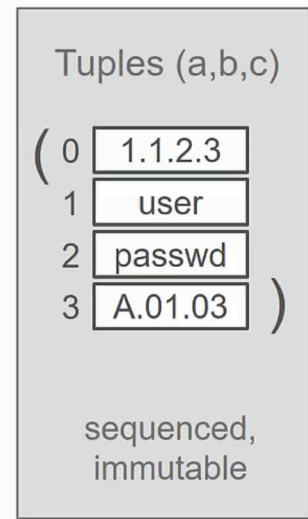 Tuples (a,b,c)
( 0 1.1.2.3
1 user
2 passwd
3 A.01.03 )
sequenced,
immutable